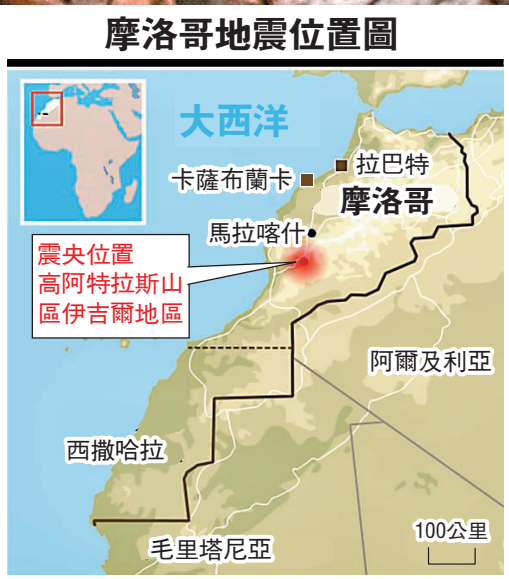 摩洛哥地震位置圖
大西洋
拉巴特
卡薩布蘭卡
摩洛哥
馬拉喀什
震央位置
高阿特拉斯山
區伊吉爾地區
阿爾及利亞
西撒哈拉
毛里塔尼亞
100公里